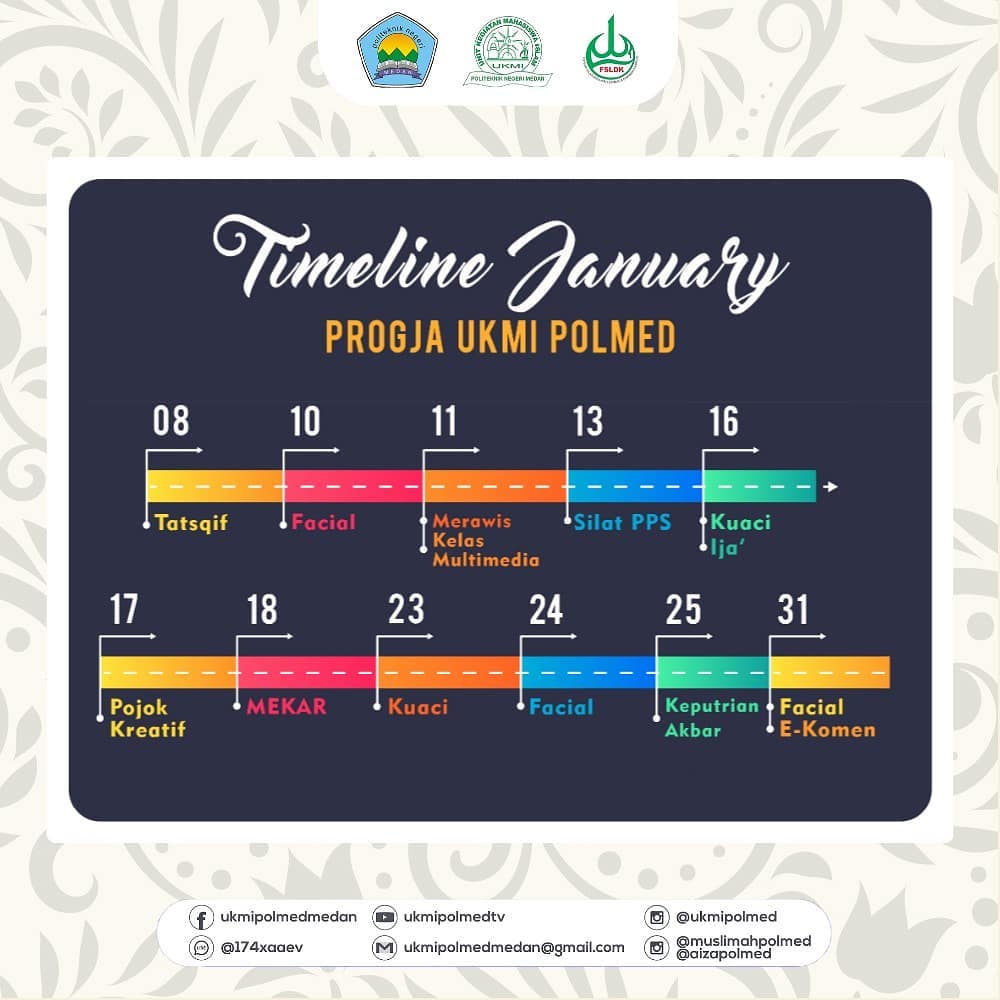 politeknik negeri
MEDAN
UNIT KEGIATAN MAHASISWA ISLAM
UKMI
POLITEKNIK NEGERI MEDAN
FSLDK
Timeline January
PROGJA UKMI POLMED
08 10 11 13 16
Tatsqif
Facial
Merawis
Kelas
Multimedia
Silat PPS
Kuaci
Ija’
17 18 23 24 25 31
Pojok
Kreatif
MEKAR
Kuaci
Facial
Keputrian
Akbar
Facial
E-Komen
ukmipolmedmedan
ukmipolmedtv
@ukmipolmed
@174xaaev
ukmipolmedmedan@gmail.com
@muslimahpolmed
@aizapolmed